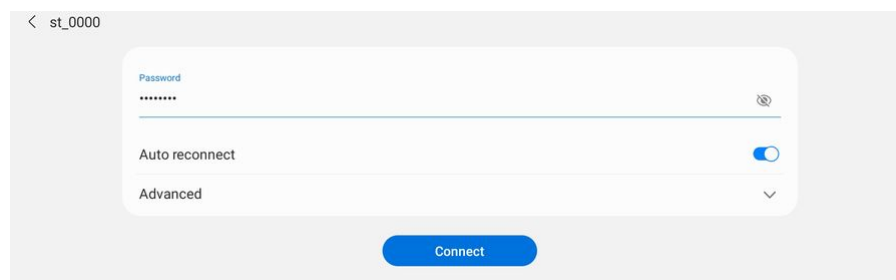 st_0000
Password
••••••••
Auto reconnect
Advanced
Connect